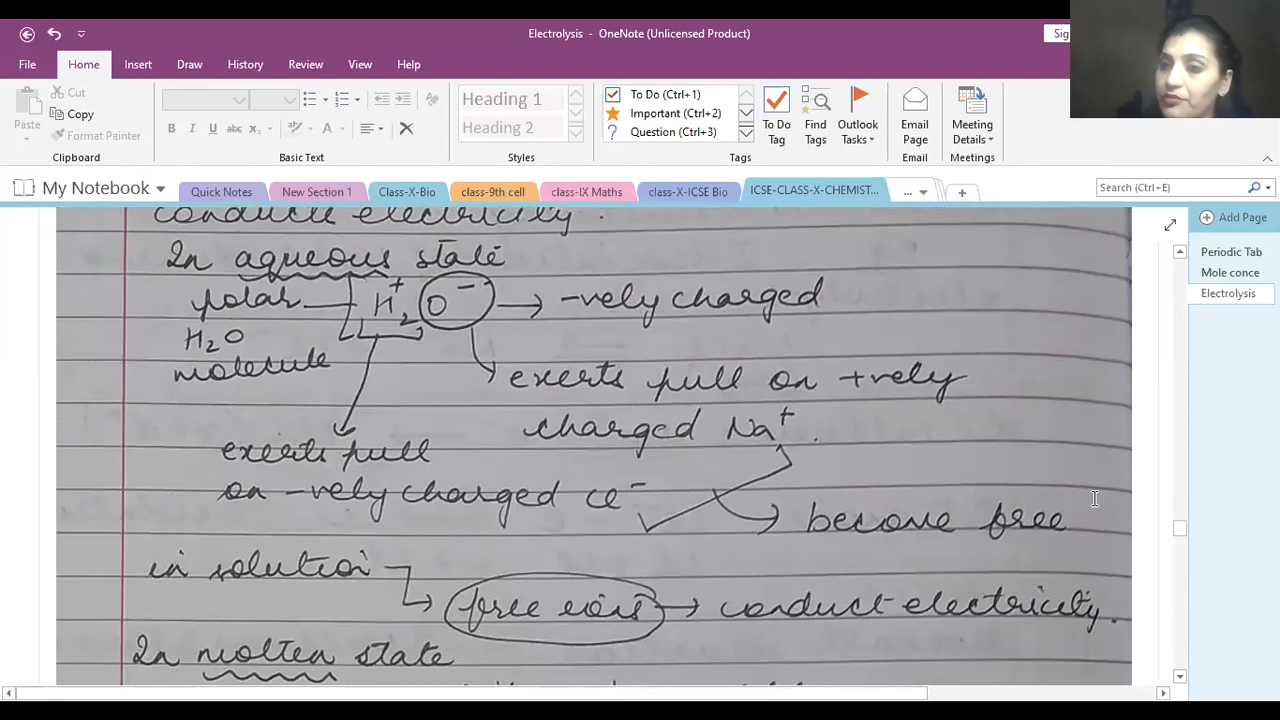 Electrolysis - OneNote (Unlicensed Product)
File Home Insert Draw History Review View Help
Cut
Copy
Format Painter
Paste
Clipboard
B I U abc x₂ A
Basic Text
Heading 1
Heading 2
Styles
To Do (Ctrl+1)
Important (Ctrl+2)
Question (Ctrl+3)
To Do Tag
Find Tags
Outlook Tasks
Tags
Email Page
Email
Meeting Details
Meetings
My Notebook
Quick Notes New Section 1 Class-X-Bio class-9th cell class-IX Maths class-X-ICSE Bio ICSE-CLASS-X-CHEMIST... ...
Search (Ctrl+E)
Add Page
Periodic Tab
Mole conce
Electrolysis
conducts electricity.
In aqueous state
polar H₂⁺ O⁻⁻ → -vely charged
H₂O
molecule
exerts pull on +vely
charged Na⁺.
exerts pull
on -vely charged Cl⁻
become free
in solution
free ions → conduct electricity.
In molten state